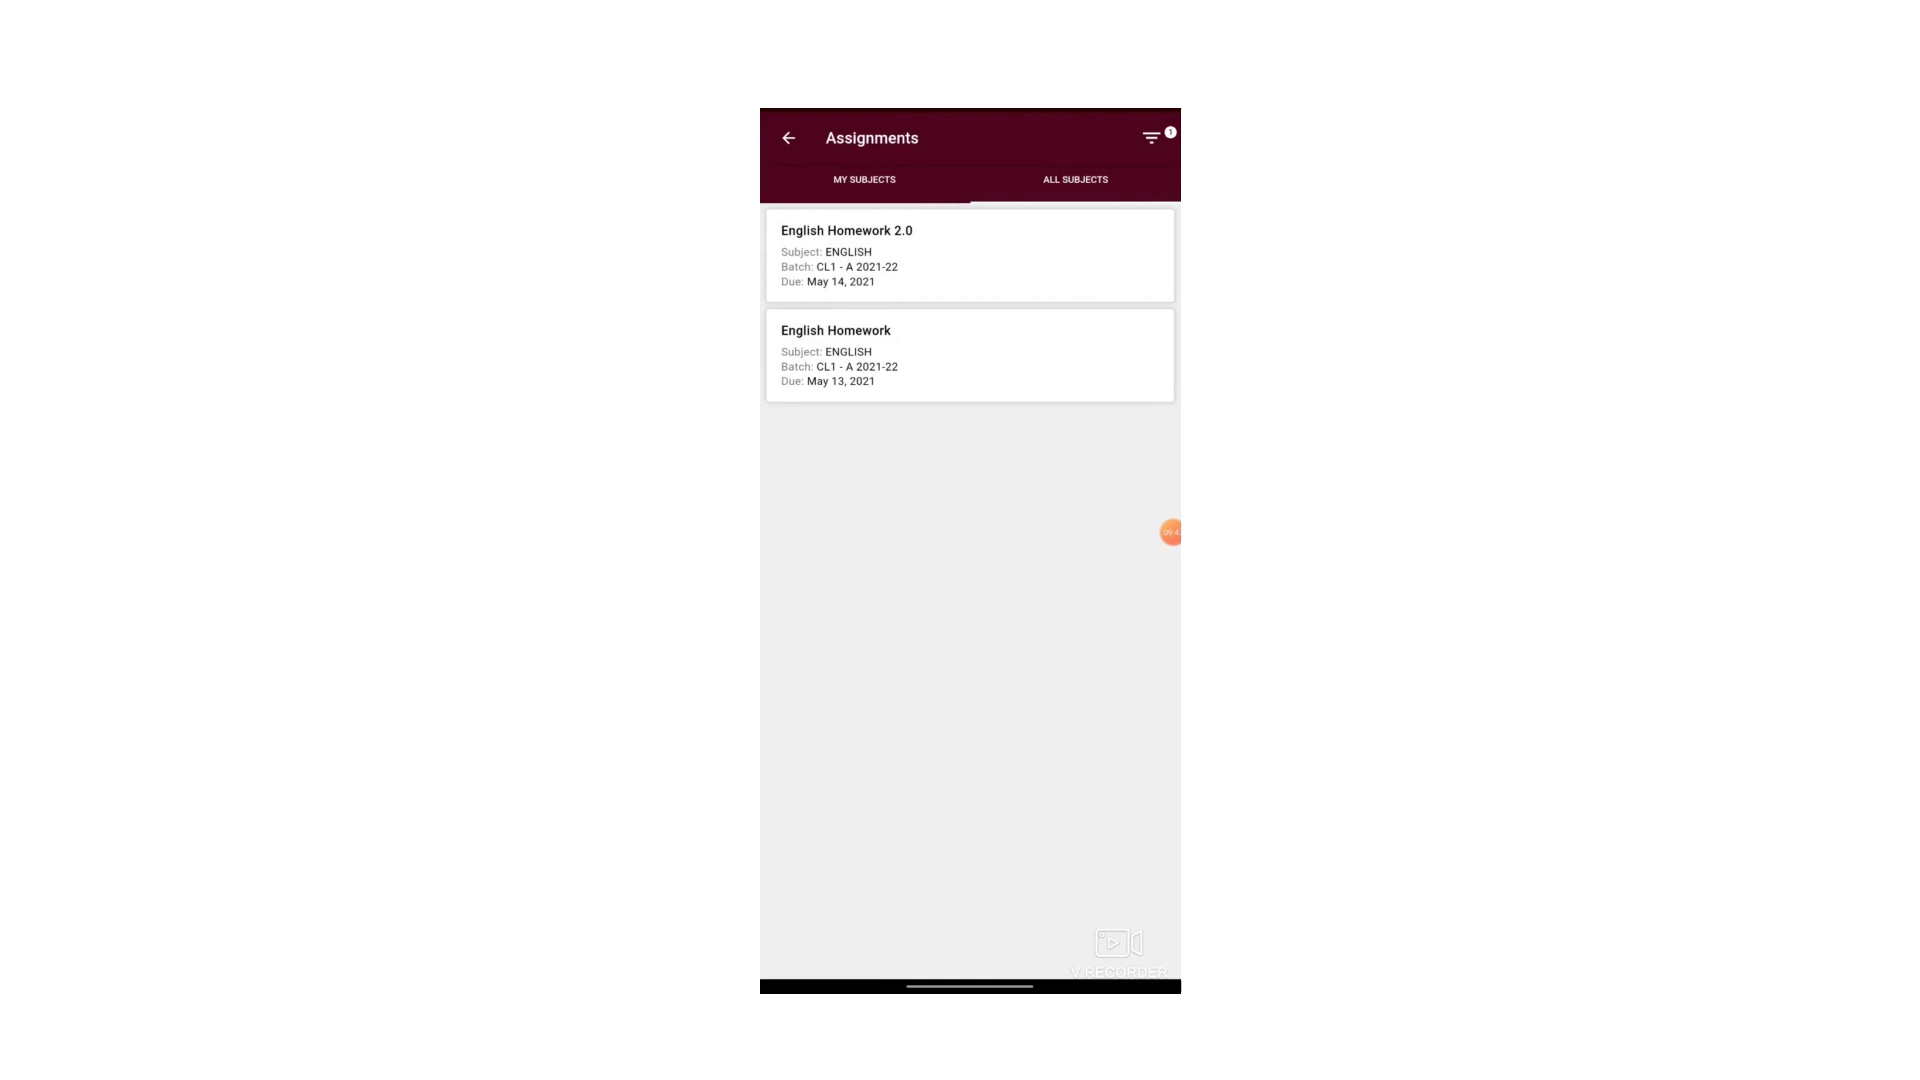 Assignments
1
MY SUBJECTS
ALL SUBJECTS
English Homework 2.0
Subject: ENGLISH
Batch: CL1 - A 2021-22
Due: May 14, 2021
English Homework
Subject: ENGLISH
Batch: CL1 - A 2021-22
Due: May 13, 2021
V RECORDER